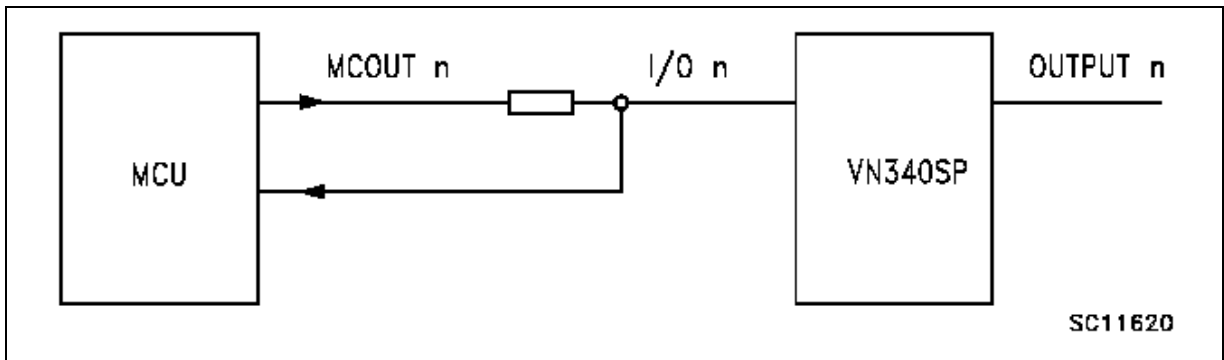 MCOUT n
I/O n
OUTPUT n
MCU
VN340SP
SC11620